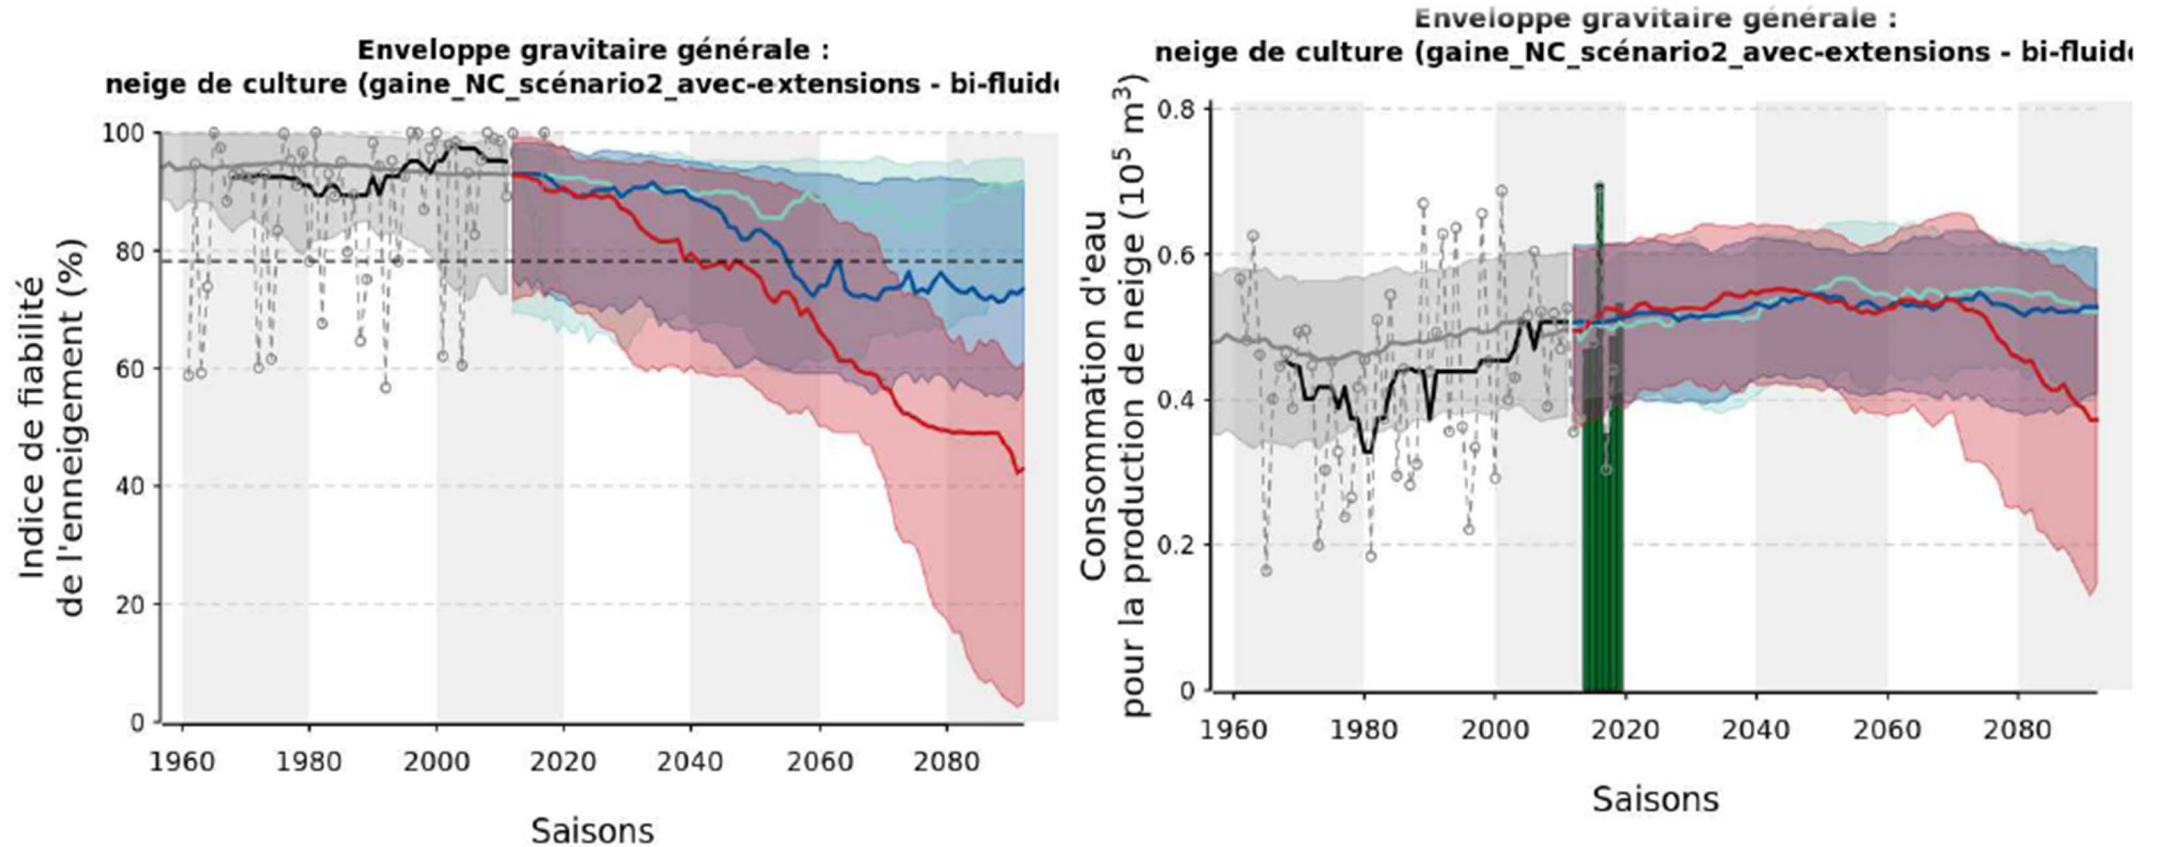 Enveloppe gravitaire générale :
neige de culture (gaine_NC_scénario2_avec-extensions - bi-fluid
Indice de fiabilité
de l'enneigement (%)
100
80
60
40
20
0
1960 1980 2000 2020 2040 2060 2080
Saisons
Enveloppe gravitaire générale :
neige de culture (gaine_NC_scénario2_avec-extensions - bi-fluid
Consommation d'eau
pour la production de neige (10⁵ m³)
0.8
0.6
0.4
0.2
0
1960 1980 2000 2020 2040 2060 2080
Saisons